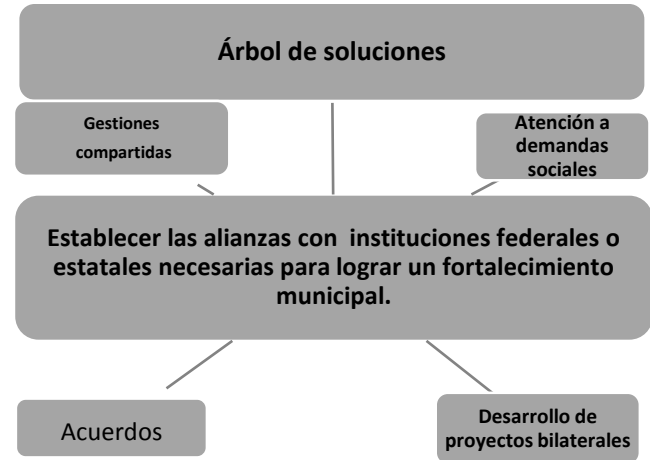 Árbol de soluciones
Gestiones
compartidas
Atención a
demandas
sociales
Establecer las alianzas con instituciones federales o
estatales necesarias para lograr un fortalecimiento
municipal.
Acuerdos
Desarrollo de
proyectos bilaterales